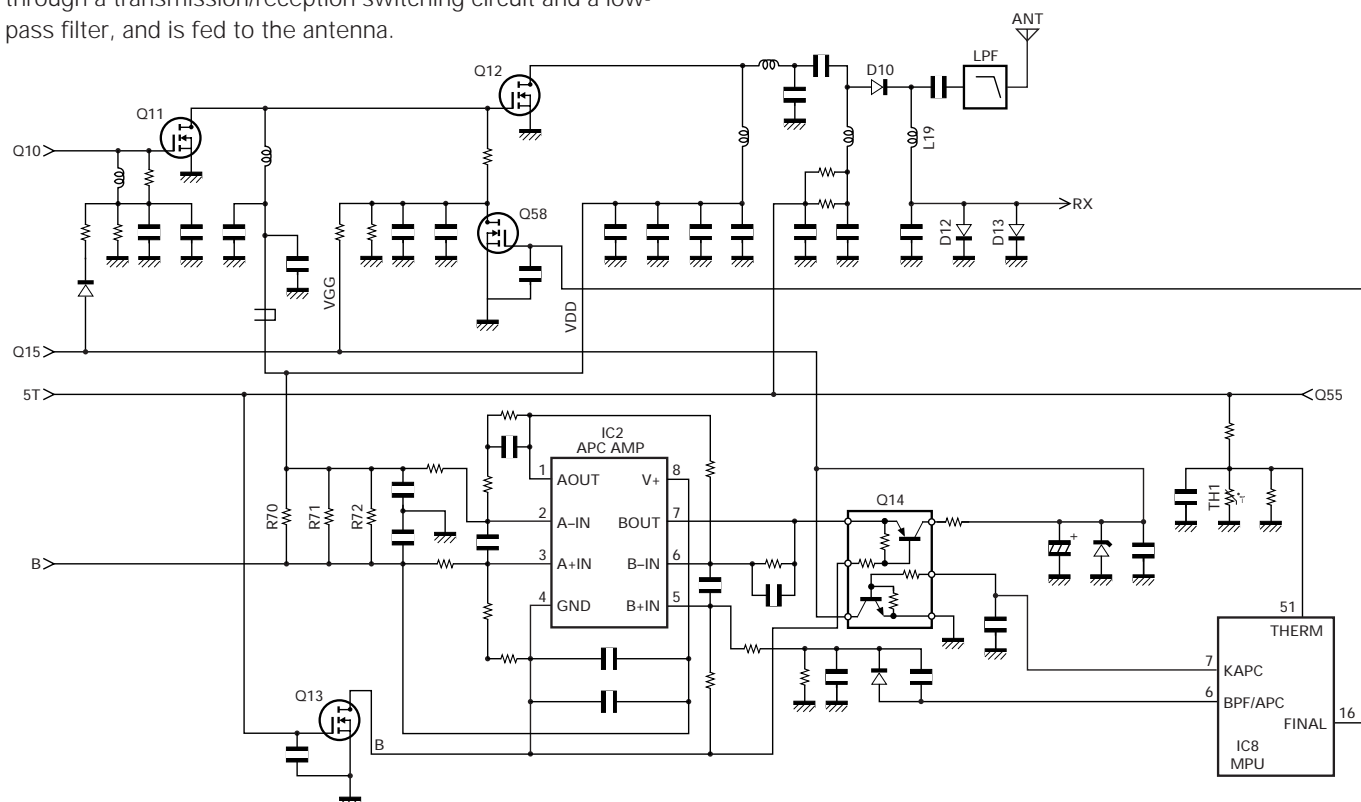 through a transmission/reception switching circuit and a low-
pass filter, and is fed to the antenna.
ANT
Q12
D10
LPF
Q11
Q10
L19
Q58
RX
D12
D13
VGG
VDD
Q15
5T
Q55
IC2
APC AMP
1
AOUT
V+
8
R70
R71
R72
2
A–IN
BOUT
7
Q14
TH1
+
B
3
A+IN
B–IN
6
4
GND
B+IN
5
51
THERM
7
KAPC
6
BPF/APC
Q13
B
FINAL
16
IC8
MPU